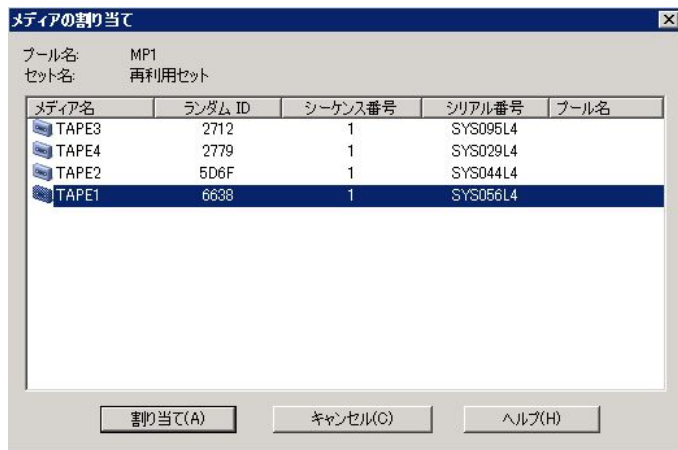 メディアの割り当て
プール名: MP1
セット名: 再利用セット
メディア名 ランダム ID シーケンス番号 シリアル番号 プール名
TAPE3 2712 1 SYS095L4
TAPE4 2779 1 SYS029L4
TAPE2 5D6F 1 SYS044L4
TAPE1 6638 1 SYS056L4
割り当て(A) キャンセル(C) ヘルプ(H)